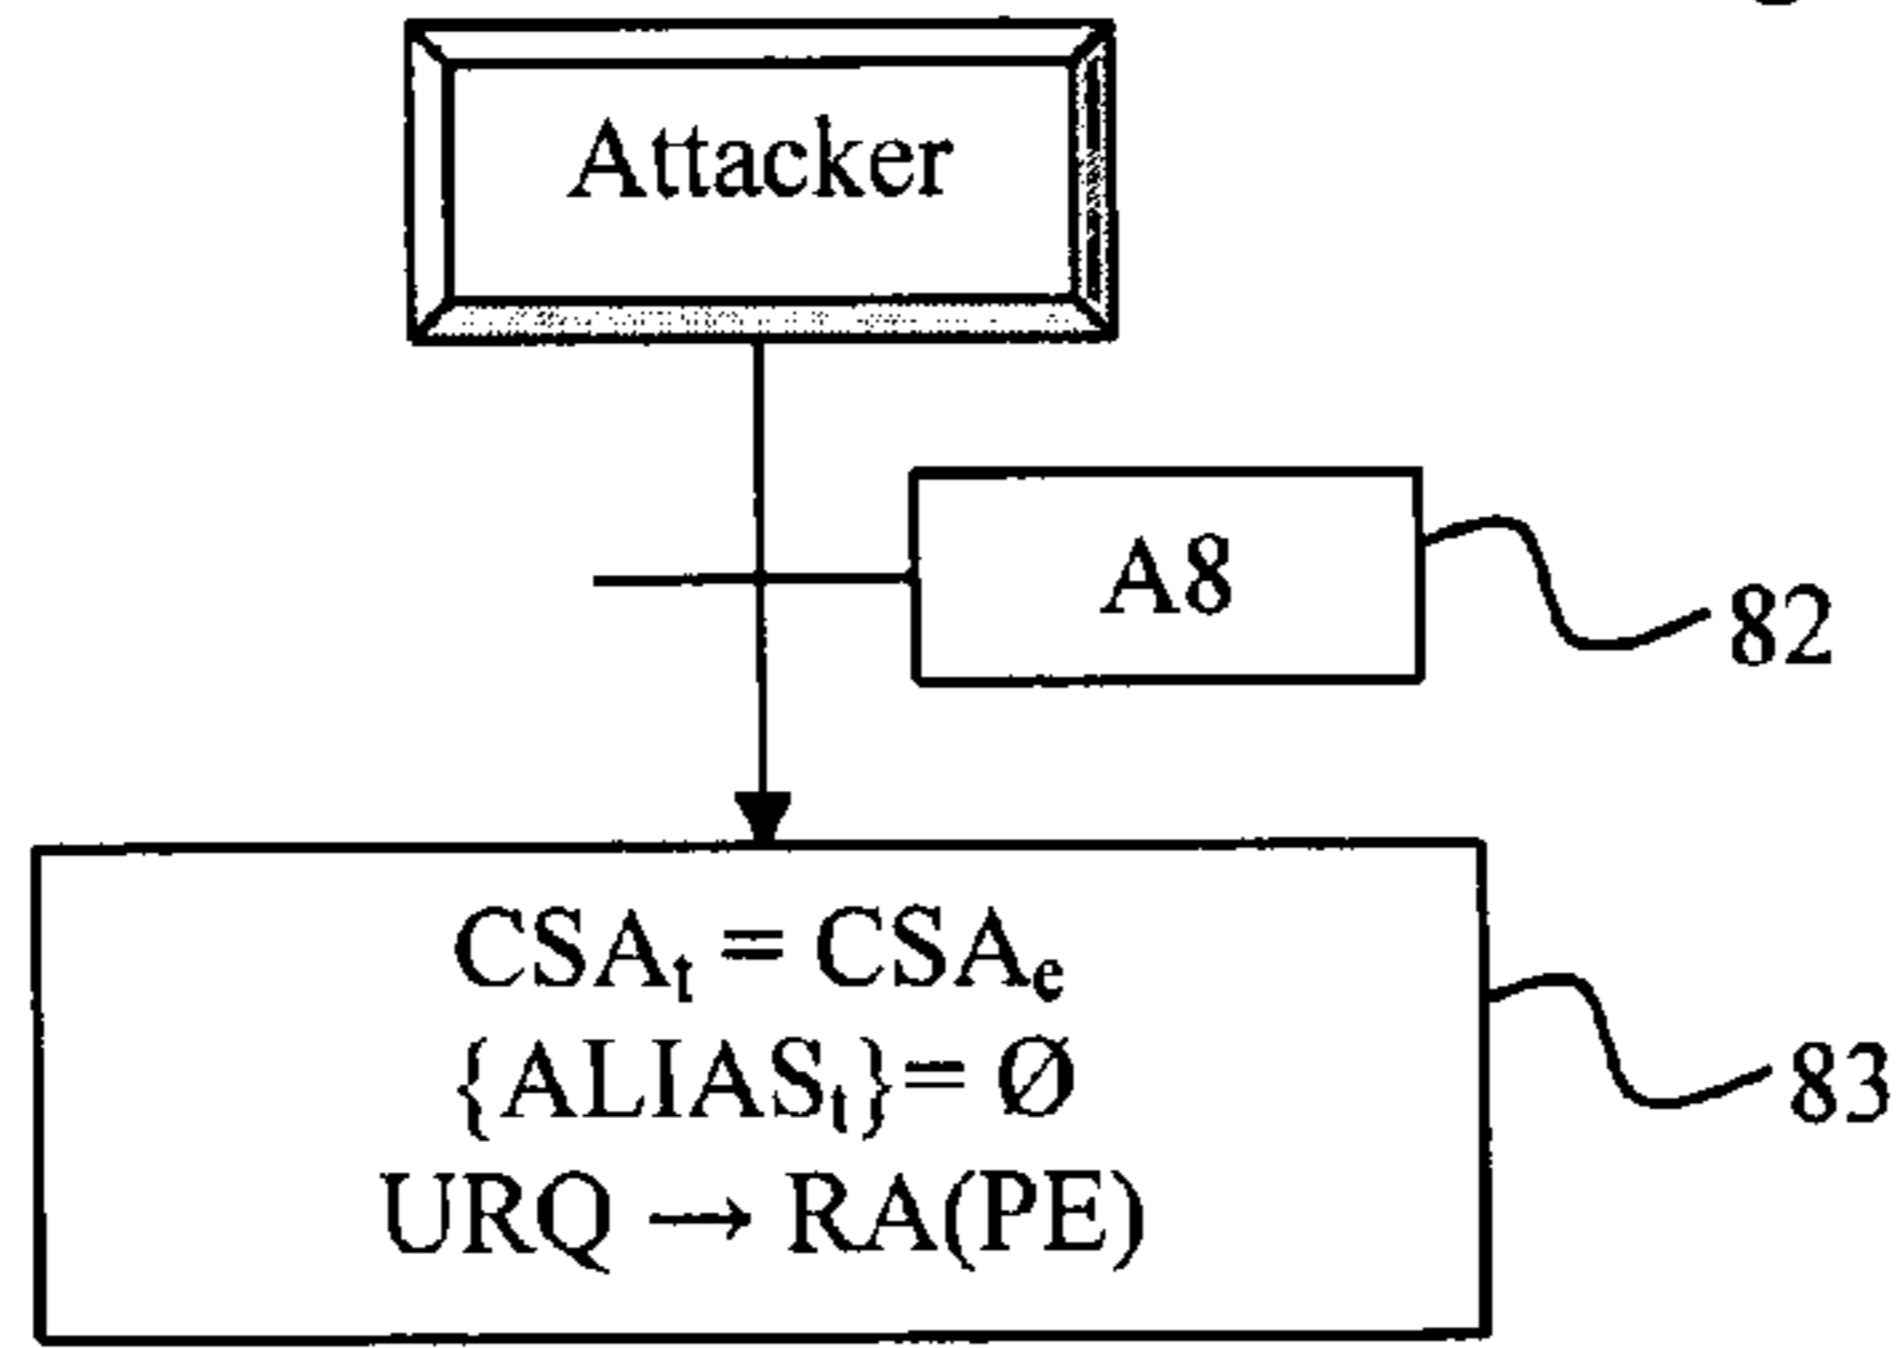 Attacker
A8
82
CSAₜ = CSAₑ
{ALIASₜ}= Ø
83
URQ → RA(PE)